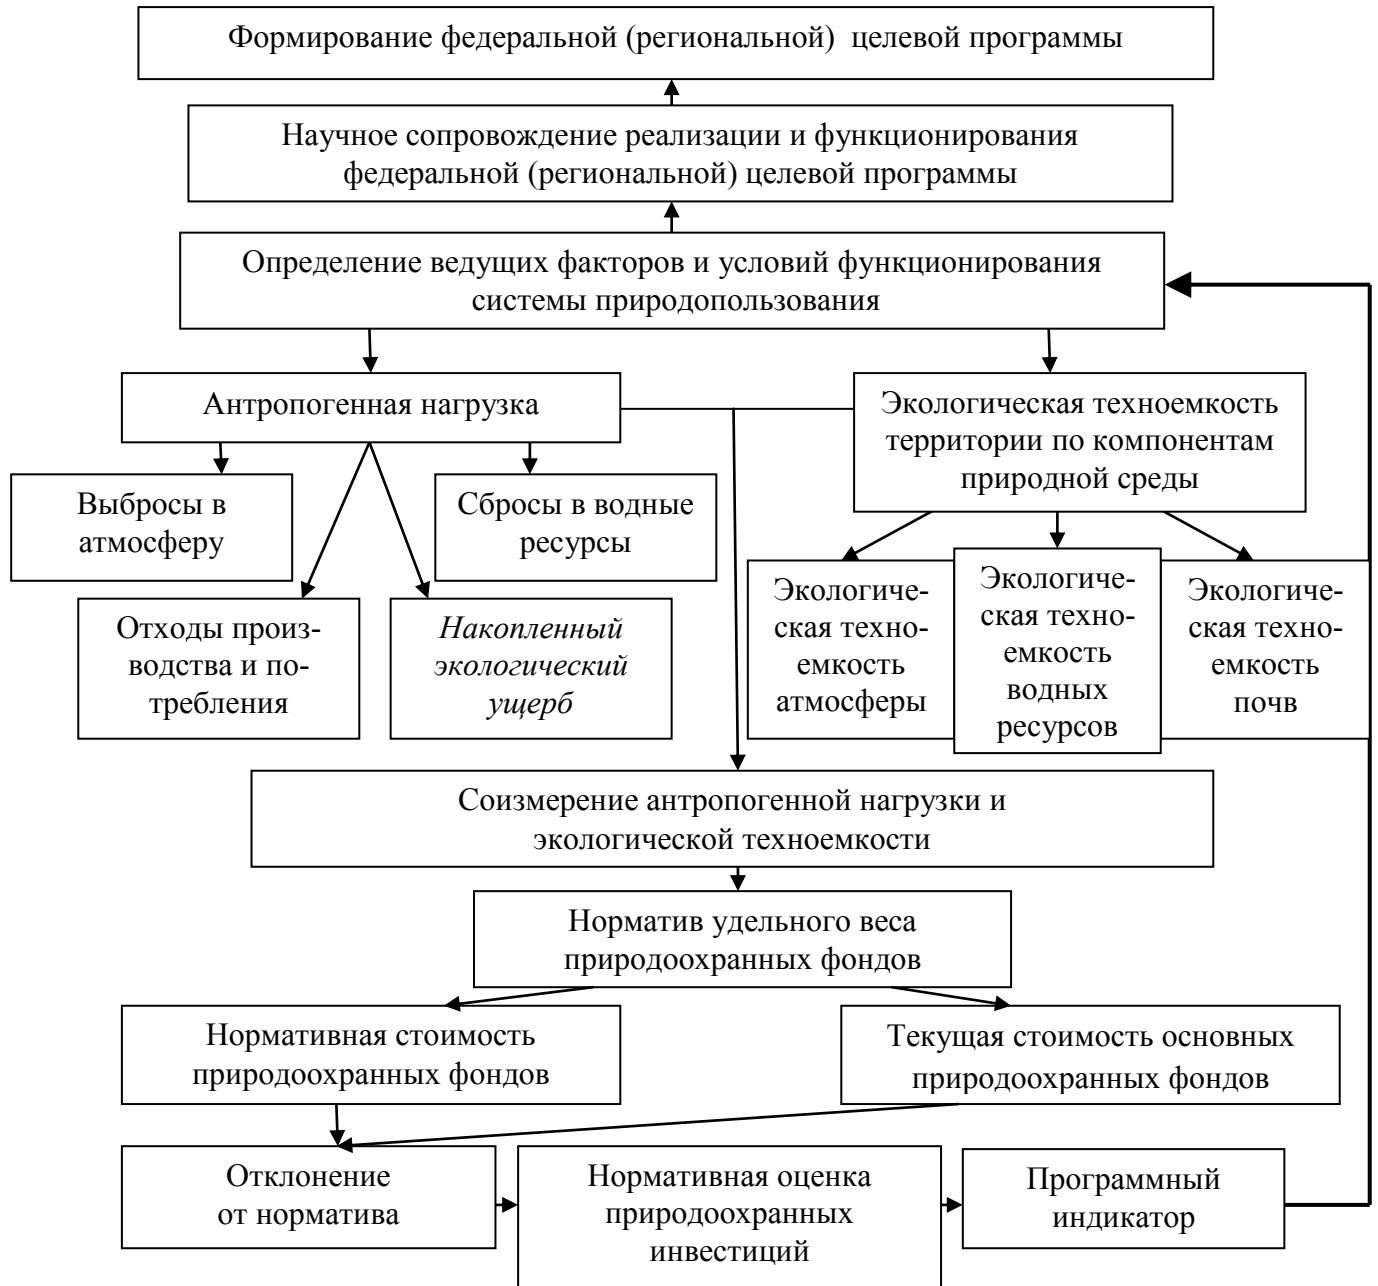 Формирование федеральной (региональной) целевой программы
Научное сопровождение реализации и функционирования
федеральной (региональной) целевой программы
Определение ведущих факторов и условий функционирования
системы природопользования
Антропогенная нагрузка
Экологическая техноемкость
территории по компонентам
природной среды
Выбросы в
атмосферу
Сбросы в водные
ресурсы
Отходы произ-
водства и по-
требления
Накопленный
экологический
ущерб
Экологиче-
ская техно-
емкость
атмосферы
Экологиче-
ская техно-
емкость
водных
ресурсов
Экологиче-
ская техно-
емкость
почв
Соизмерение антропогенной нагрузки и
экологической техноемкости
Норматив удельного веса
природоохранных фондов
Нормативная стоимость
природоохранных фондов
Текущая стоимость основных
природоохранных фондов
Отклонение
от норматива
Нормативная оценка
природоохранных
инвестиций
Программный
индикатор